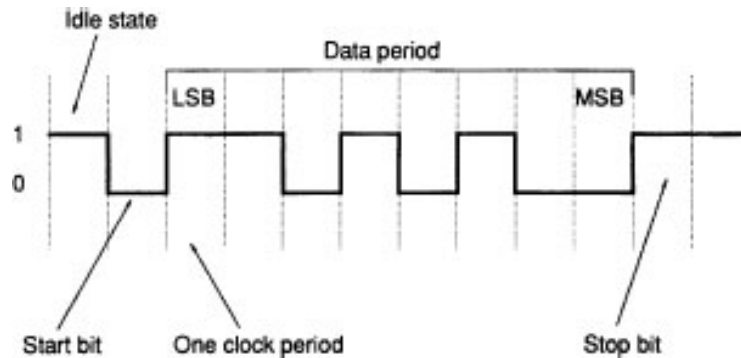 Idle state
Data period
LSB
MSB
1
0
Start bit
One clock period
Stop bit